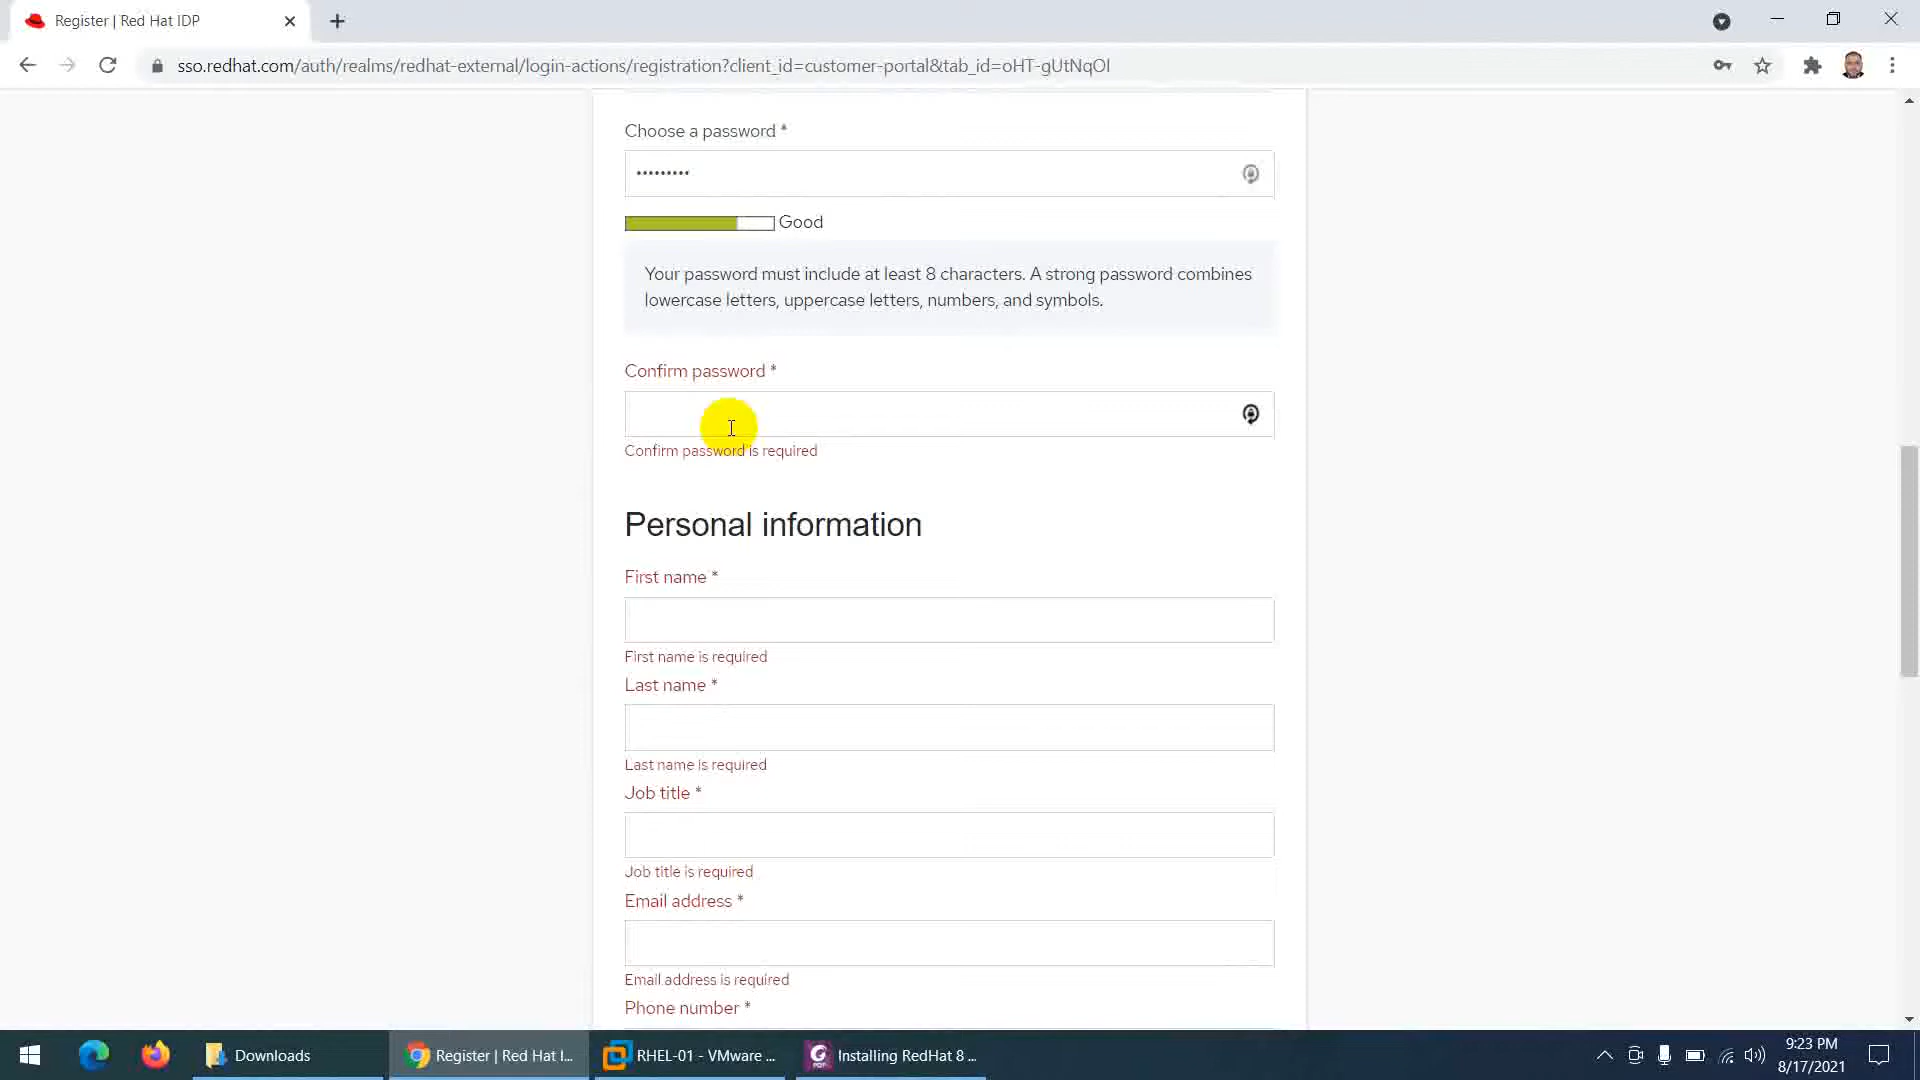 Register | Red Hat IDP
sso.redhat.com/auth/realms/redhat-external/login-actions/registration?client_id=customer-portal&tab_id=oHT-gUtNqOI
Choose a password *
•••••••••
Good
Your password must include at least 8 characters. A strong password combines
lowercase letters, uppercase letters, numbers, and symbols.
Confirm password *
Confirm password is required
Personal information
First name *
First name is required
Last name *
Last name is required
Job title *
Job title is required
Email address *
Email address is required
Phone number *
Downloads
Register | Red Hat I...
RHEL-01 - VMware ...
Installing RedHat 8 ...
9:23 PM
8/17/2021